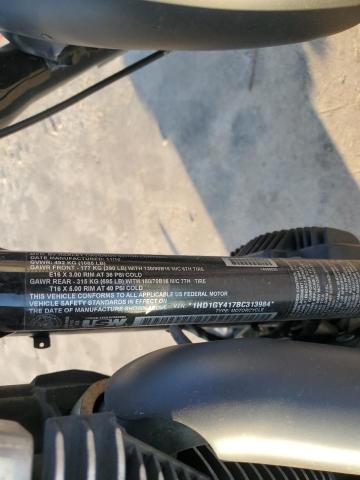 DATE MANUFACTURED: 11/10
GVWR: 492 KG (1085 LB)
GAWR FRONT - 177 KG (390 LB) WITH 130/90B16 M/C 67H TIRE
E16 X 3.00 RIM AT 36 PSI COLD
GAWR REAR - 315 KG (695 LB) WITH 180/70B16 M/C 77H TIRE
T16 X 5.00 RIM AT 40 PSI COLD
THIS VEHICLE CONFORMS TO ALL APPLICABLE US FEDERAL MOTOR
VEHICLE SAFETY STANDARDS IN EFFECT ON
THE DATE OF MANUFACTURE SHOWN ABOVE
*1HD1GY417BC313984*
TYPE: MOTORCYCLE